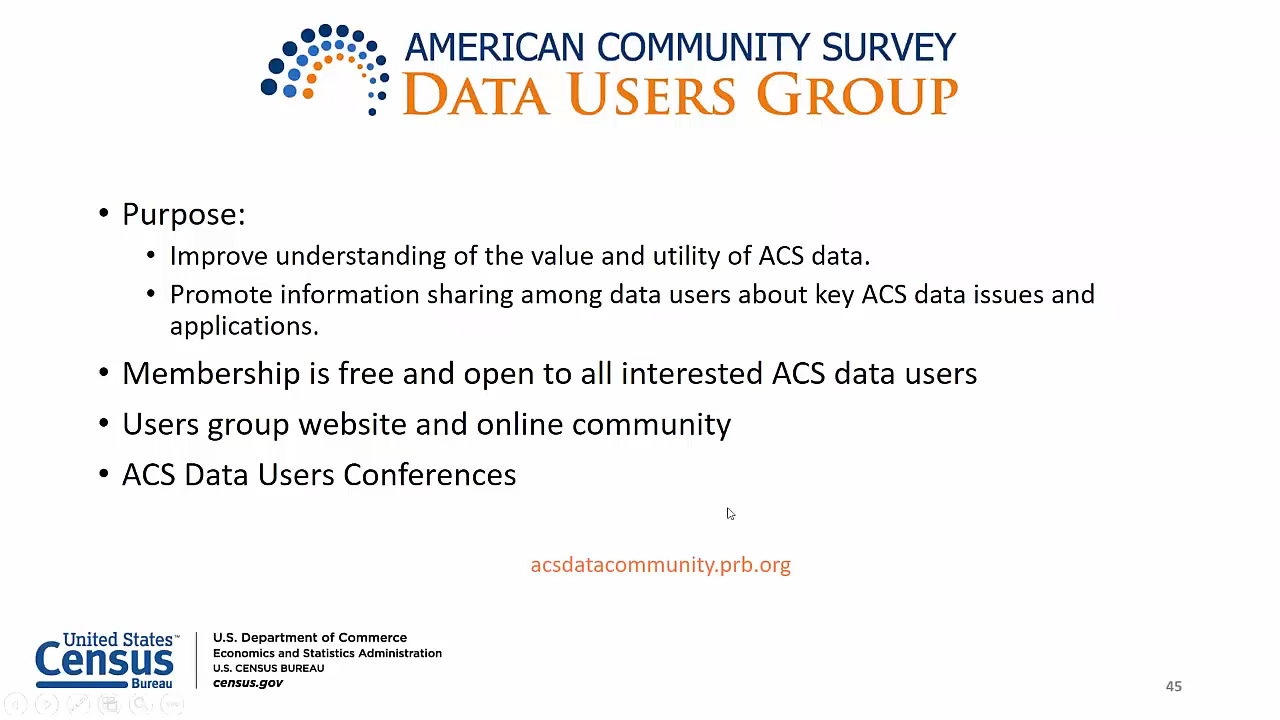 AMERICAN COMMUNITY SURVEY
DATA USERS GROUP
• Purpose:
• Improve understanding of the value and utility of ACS data.
• Promote information sharing among data users about key ACS data issues and
applications.
• Membership is free and open to all interested ACS data users
• Users group website and online community
• ACS Data Users Conferences
acsdatacommunity.prb.org
United States™
Census
Bureau
U.S. Department of Commerce
Economics and Statistics Administration
U.S. CENSUS BUREAU
census.gov
45